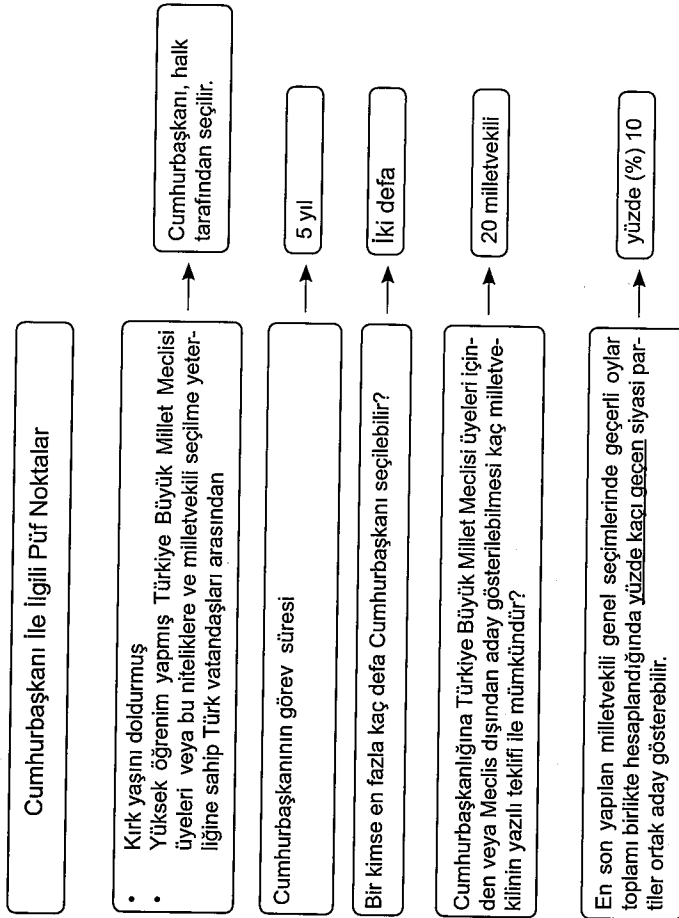 Cumhurbaşkanı İle İlgili Püf Noktalar
• Kırk yaşını doldurmuş
• Yüksek öğrenim yapmış Türkiye Büyük Millet Meclisi
üyeleri veya bu niteliklere ve milletvekili seçilme yeter-
liğine sahip Türk vatandaşları arasından
Cumhurbaşkanı, halk
tarafından seçilir.
Cumhurbaşkanının görev süresi
5 yıl
Bir kimse en fazla kaç defa Cumhurbaşkanı seçilebilir?
İki defa
Cumhurbaşkanlığına Türkiye Büyük Millet Meclisi üyeleri için-
den veya Meclis dışından aday gösterilebilmesi kaç milletve-
kilinin yazılı teklifi ile mümkündür?
20 milletvekili
En son yapılan milletvekili genel seçimlerinde geçerli oylar
toplamı birlikte hesaplandığında yüzde kaçı geçen siyasi par-
tiler ortak aday gösterebilir.
yüzde (%) 10